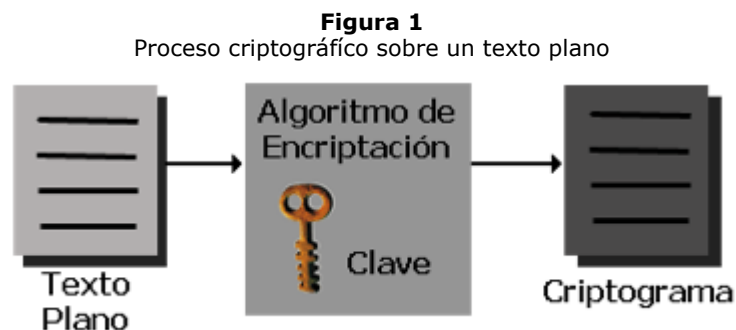 Figura 1
Proceso criptográfico sobre un texto plano
Algoritmo de
Encriptación
Clave
Texto
Plano
Criptograma